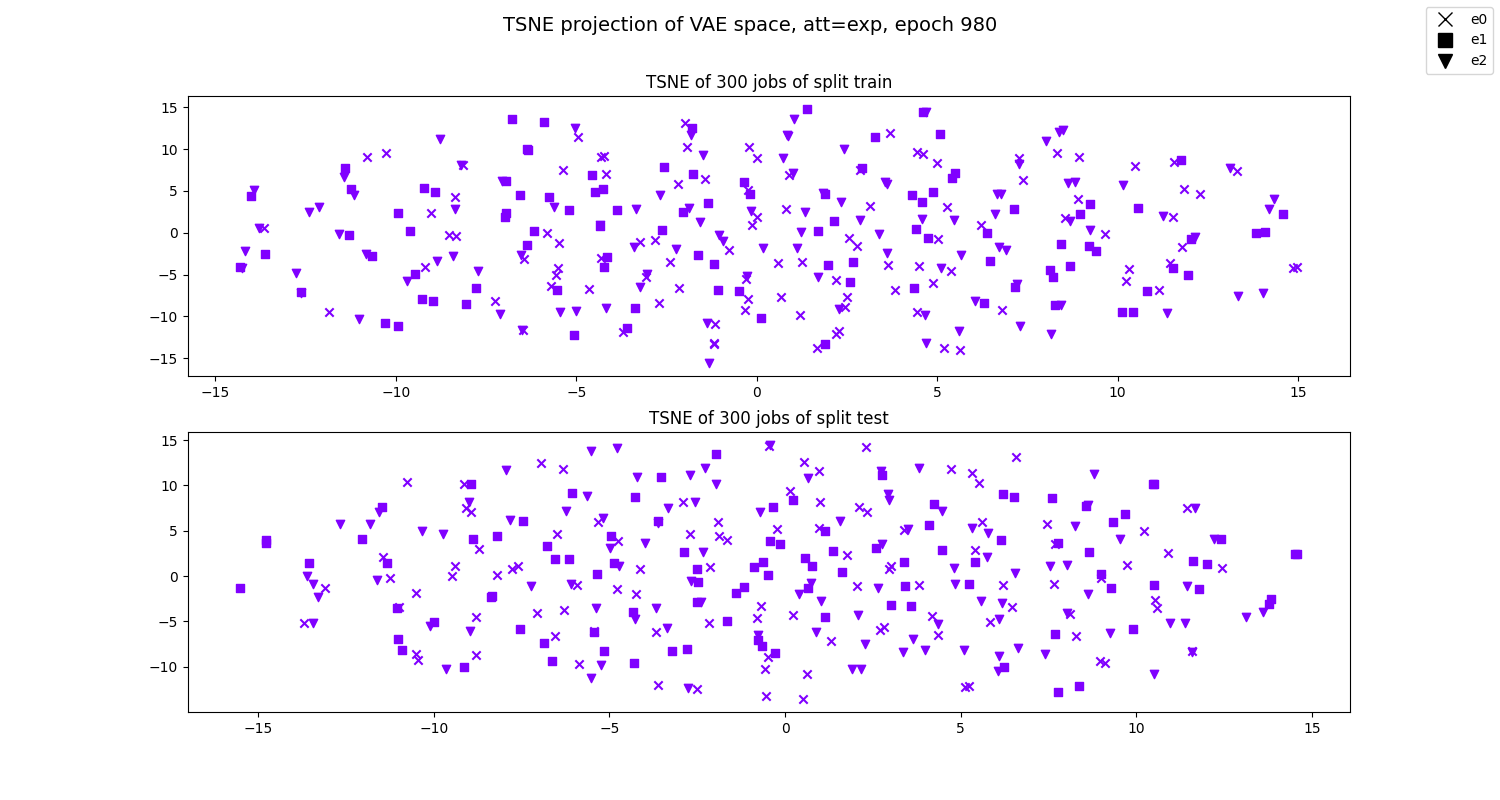 TSNE projection of VAE space, att=exp, epoch 980
e0
e1
e2
TSNE of 300 jobs of split train
15
10
5
0
−5
−10
−15
−15 −10 −5 0 5 10 15
TSNE of 300 jobs of split test
15
10
5
0
−5
−10
−15 −10 −5 0 5 10 15